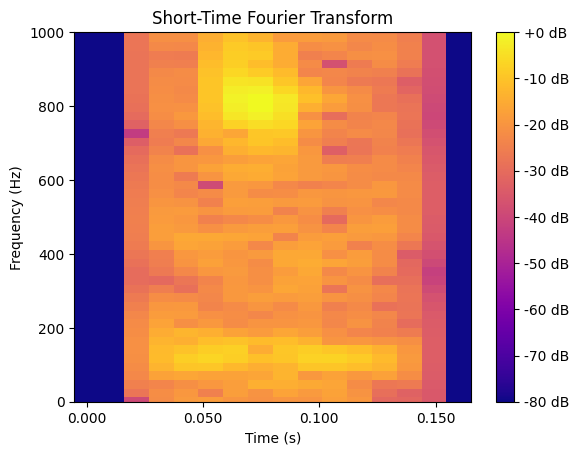 Short-Time Fourier Transform
1000
800
600
400
200
0
Frequency (Hz)
0.000
0.050
0.100
0.150
Time (s)
+0 dB
-10 dB
-20 dB
-30 dB
-40 dB
-50 dB
-60 dB
-70 dB
-80 dB